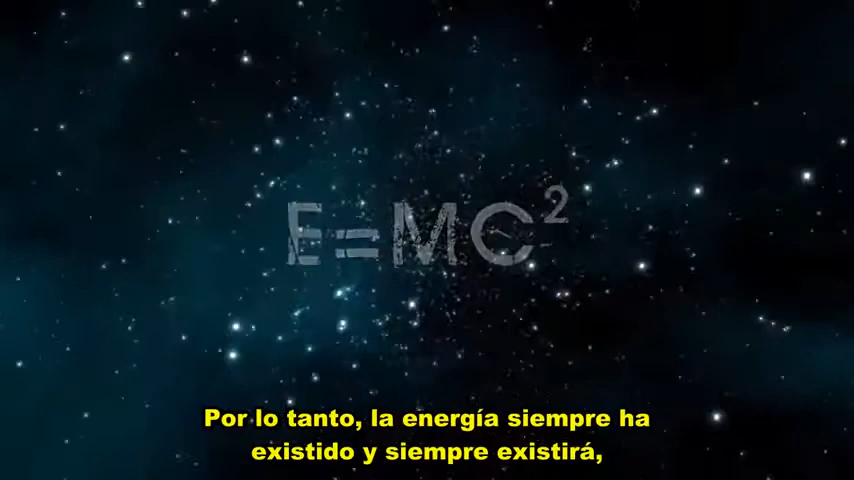 E=MC²
Por lo tanto, la energía siempre ha
existido y siempre existirá,